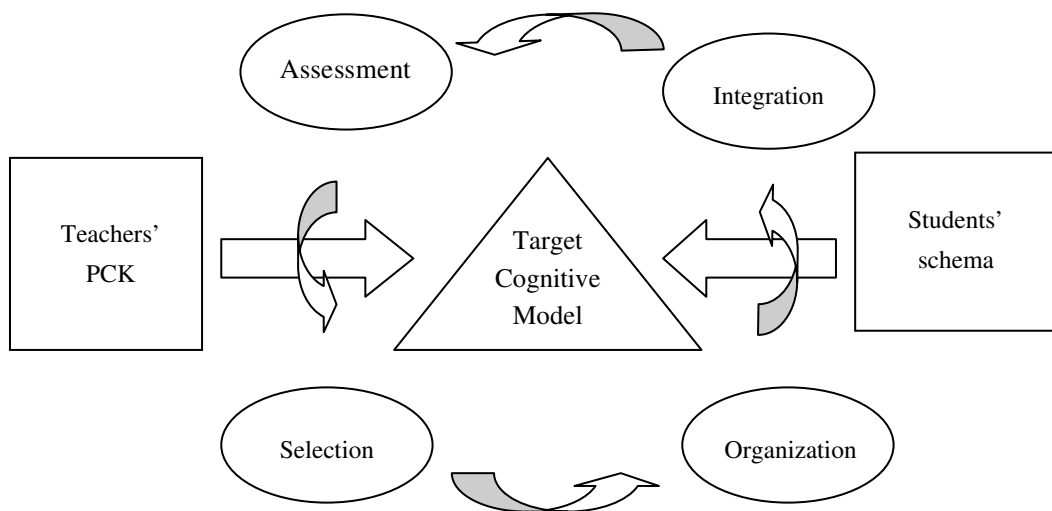 Assessment
Integration
Teachers’
PCK
Target
Cognitive
Model
Students’
schema
Selection
Organization